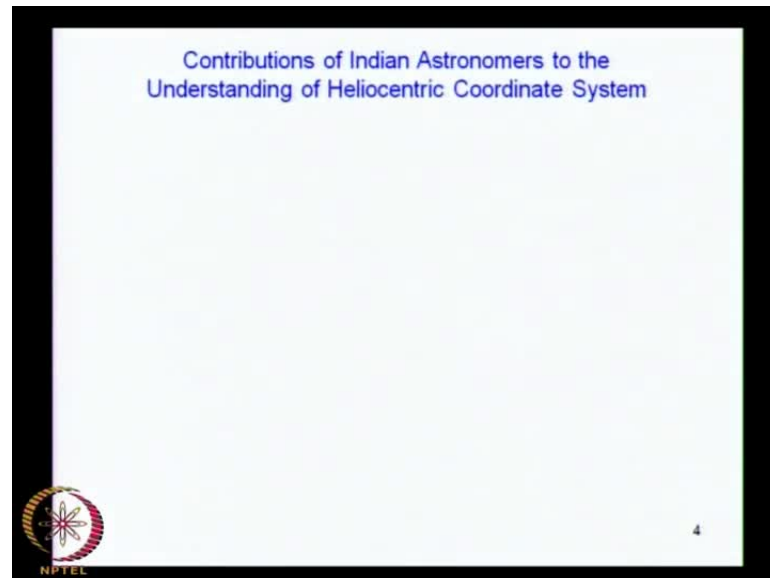 Contributions of Indian Astronomers to the
Understanding of Heliocentric Coordinate System
4
NPTEL